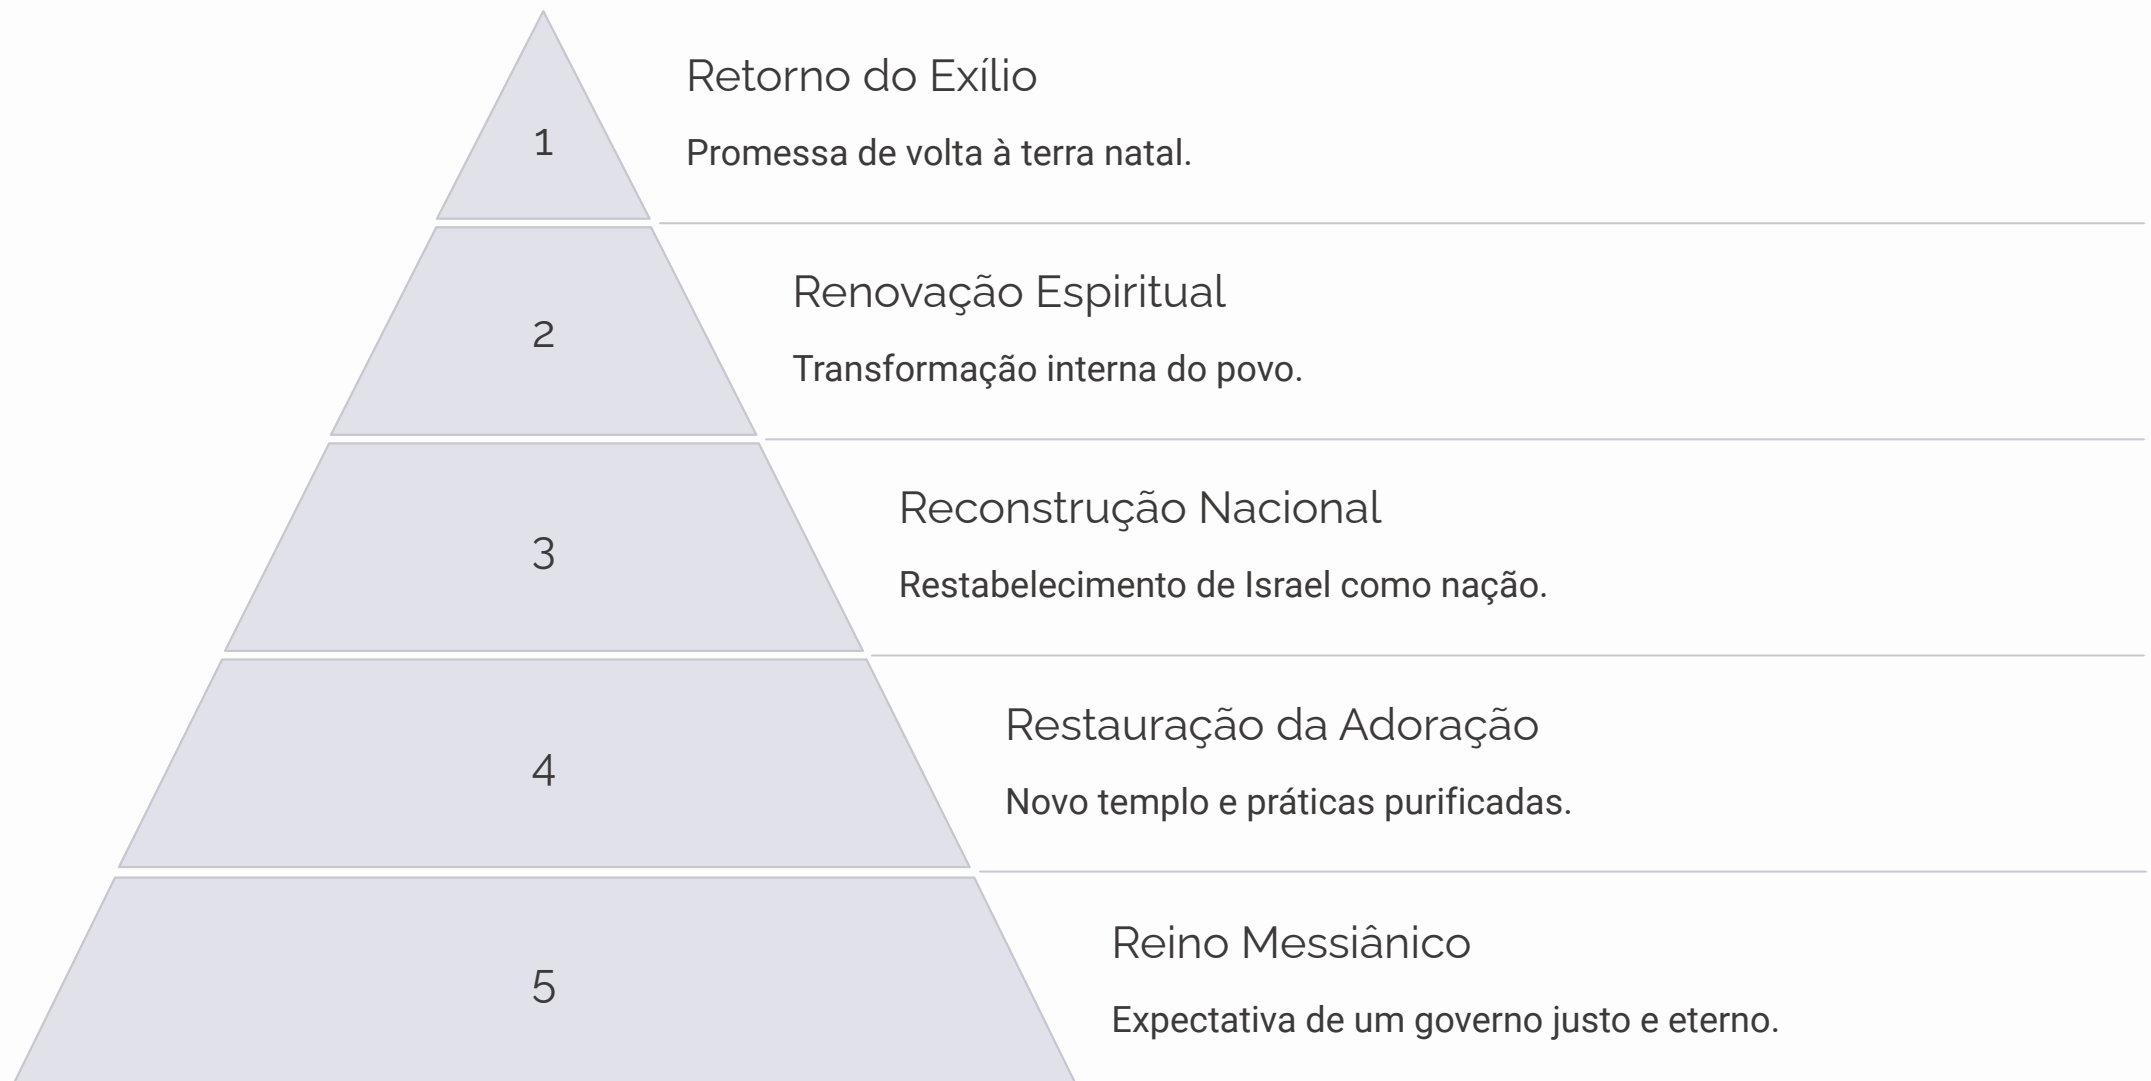 1
Retorno do Exílio
Promessa de volta à terra natal.
2
Renovação Espiritual
Transformação interna do povo.
3
Reconstrução Nacional
Restabelecimento de Israel como nação.
4
Restauração da Adoração
Novo templo e práticas purificadas.
5
Reino Messiânico
Expectativa de um governo justo e eterno.